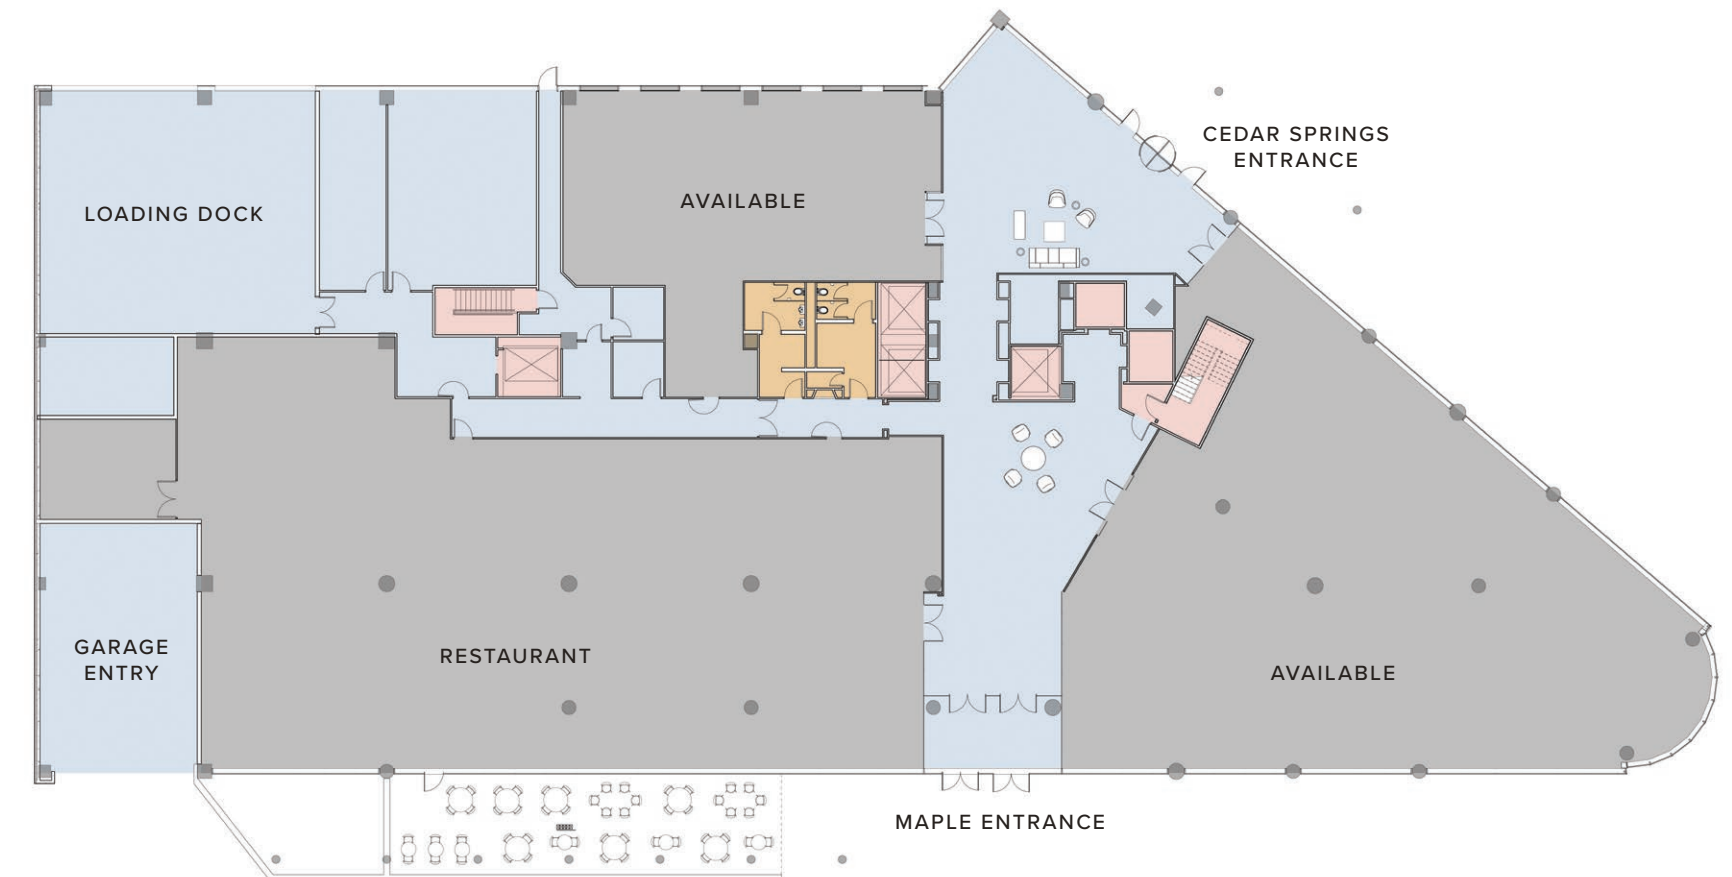 CEDAR SPRINGS
ENTRANCE
LOADING DOCK
AVAILABLE
GARAGE
ENTRY
RESTAURANT
AVAILABLE
MAPLE ENTRANCE